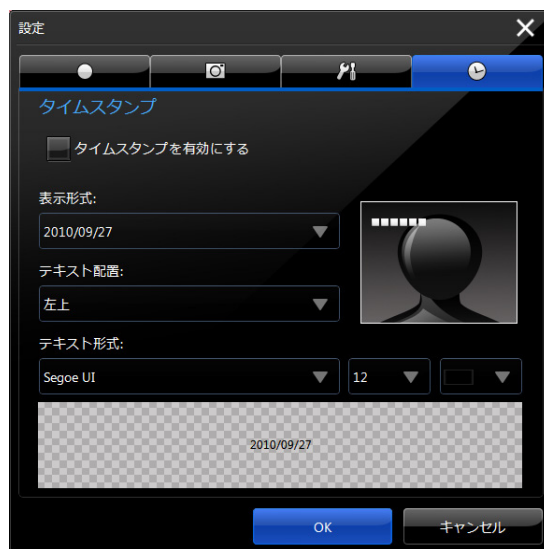 設定
タイムスタンプ
タイムスタンプを有効にする
表示形式:
2010/09/27
テキスト配置:
左上
テキスト形式:
Segoe UI
12
2010/09/27
OK
キャンセル